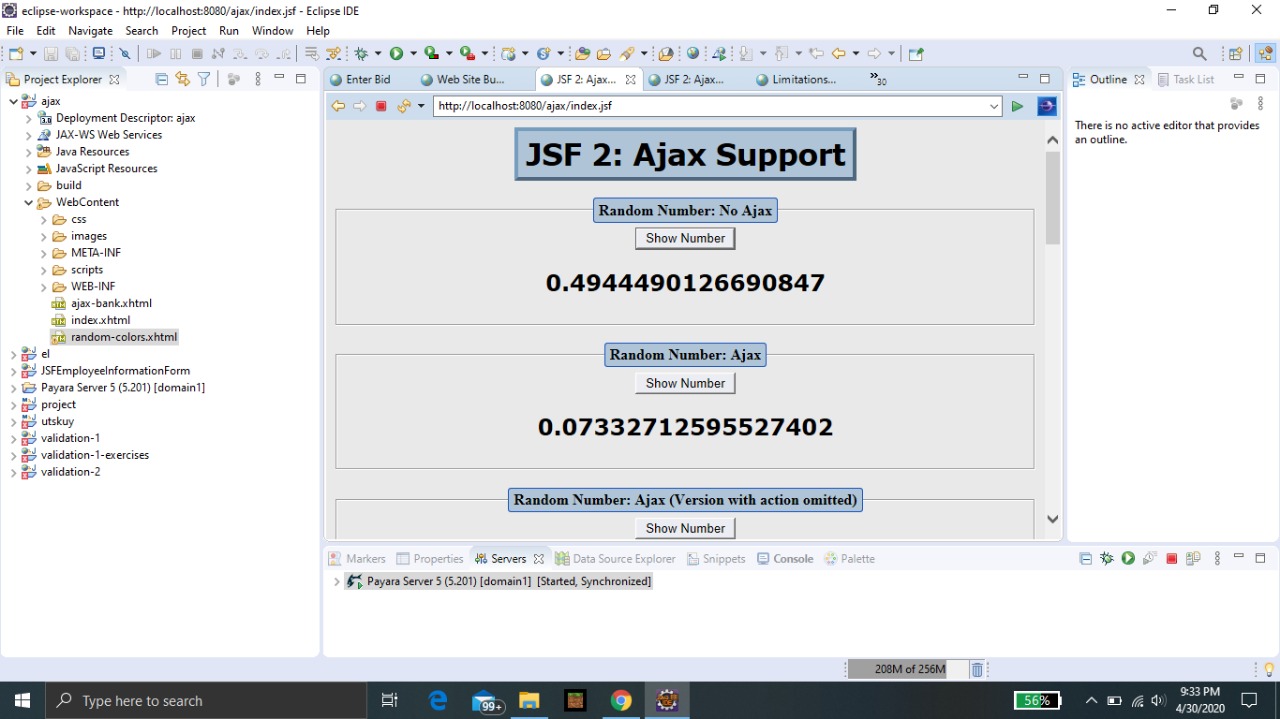 eclipse-workspace - http://localhost:8080/ajax/index.jsf - Eclipse IDE
File Edit Navigate Search Project Run Window Help
Project Explorer
ajax
Deployment Descriptor: ajax
JAX-WS Web Services
Java Resources
JavaScript Resources
build
WebContent
css
images
META-INF
scripts
WEB-INF
ajax-bank.xhtml
index.xhtml
random-colors.xhtml
el
JSFEmployeeInformationForm
Payara Server 5 (5.201) [domain1]
project
utskuy
validation-1
validation-1-exercises
validation-2
Enter Bid Web Site Bu... JSF 2: Ajax... JSF 2: Ajax... Limitations... »30
http://localhost:8080/ajax/index.jsf
JSF 2: Ajax Support
Random Number: No Ajax
Show Number
0.4944490126690847
Random Number: Ajax
Show Number
0.07332712595527402
Random Number: Ajax (Version with action omitted)
Show Number
Outline Task List
There is no active editor that provides
an outline.
Markers Properties Servers Data Source Explorer Snippets Console Palette
Payara Server 5 (5.201) [domain1] [Started, Synchronized]
208M of 256M
Type here to search
99+
56%
9:33 PM
4/30/2020